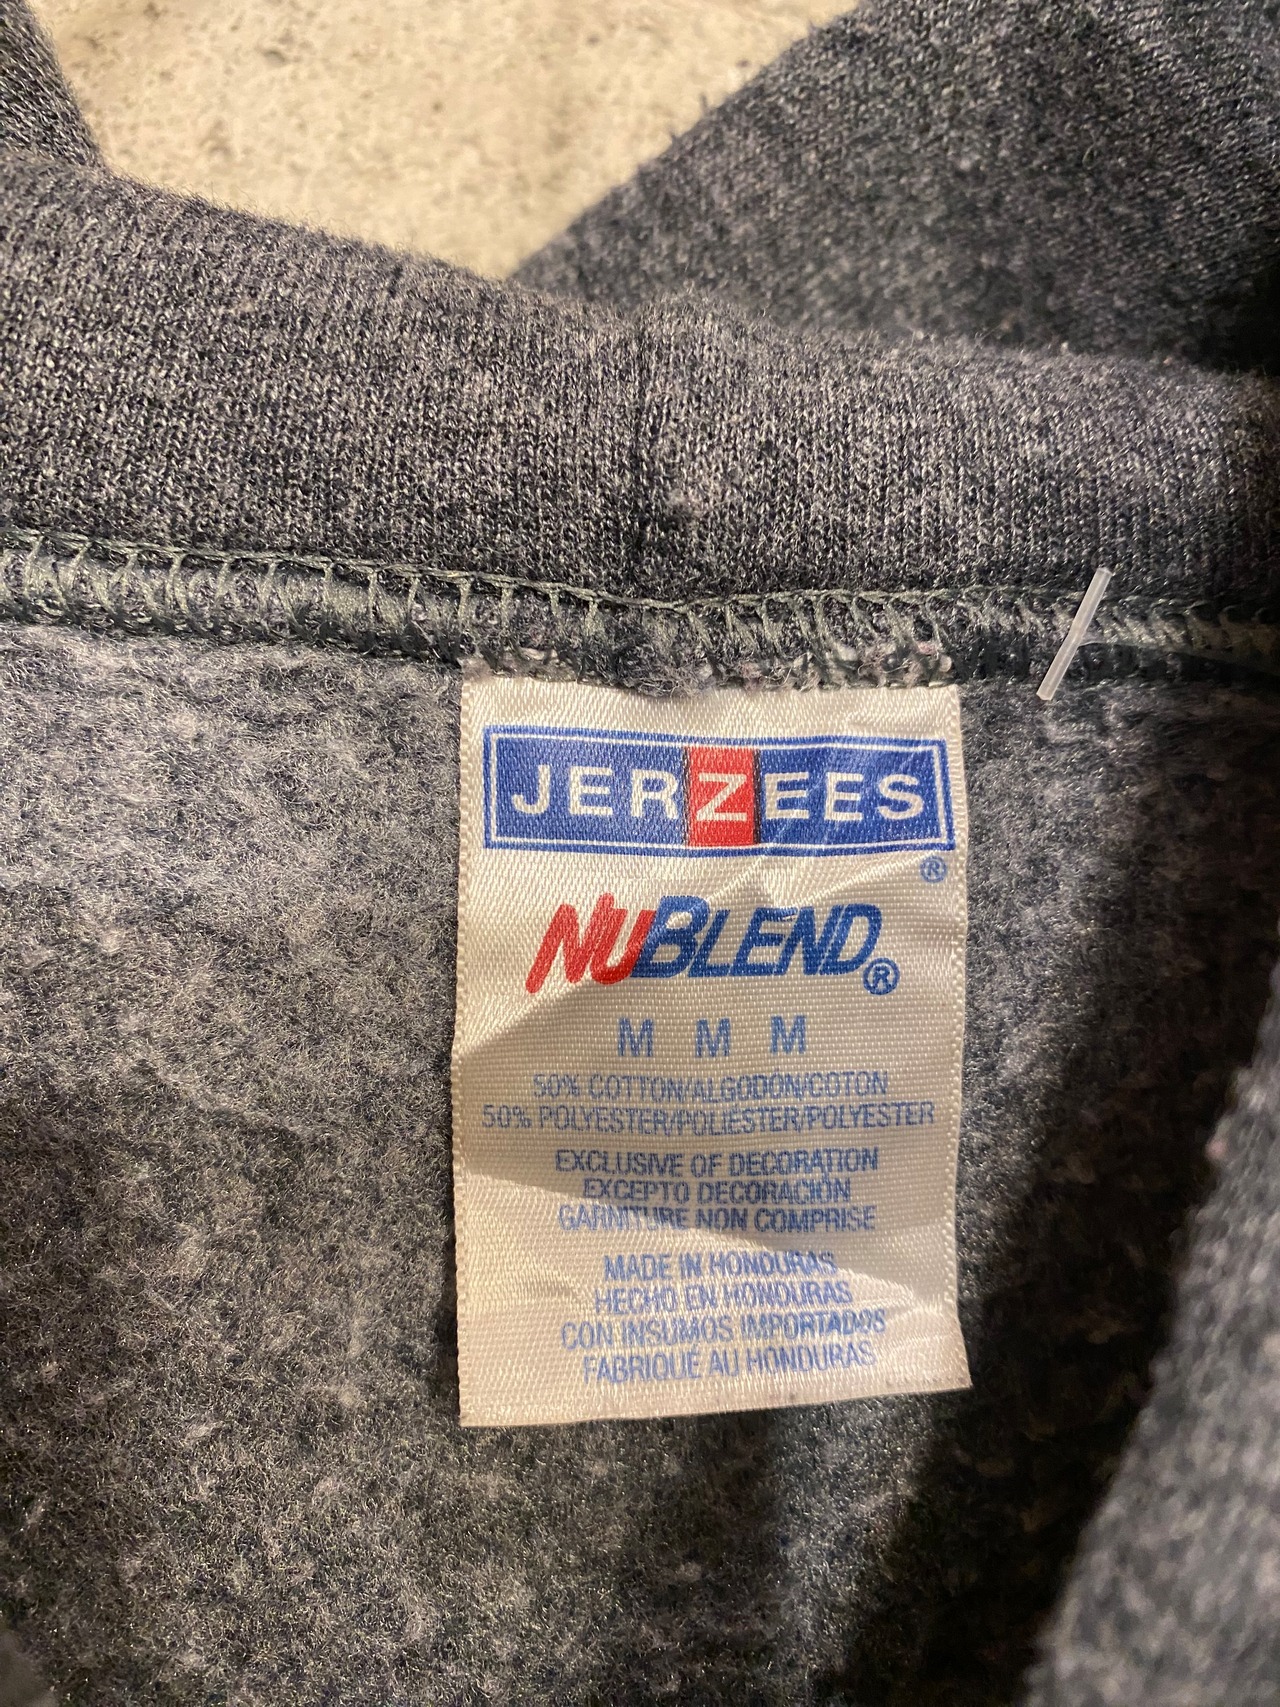 JERZEES
®
NUBLEND®
M M M
50% COTTON/ALGODÓN/COTON
50% POLYESTER/POLIESTER/POLYESTER
EXCLUSIVE OF DECORATION
EXCEPTO DECORACIÓN
GARNITURE NON COMPRISE
MADE IN HONDURAS
HECHO EN HONDURAS
CON INSUMOS IMPORTADOS
FABRIQUÉ AU HONDURAS